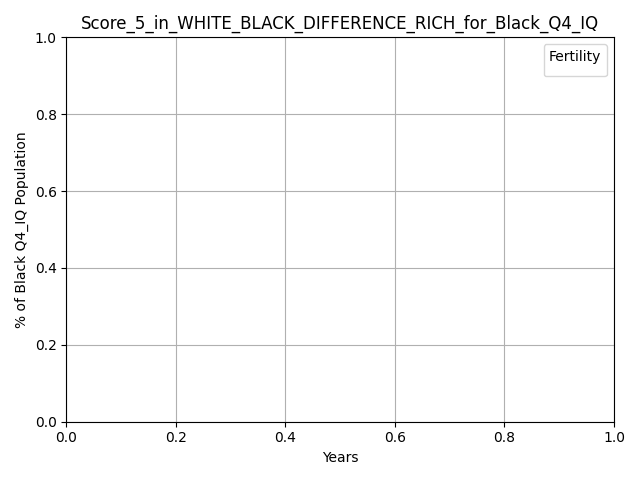 Score_5_in_WHITE_BLACK_DIFFERENCE_RICH_for_Black_Q4_IQ
Fertility
% of Black Q4_IQ Population
1.0
0.8
0.6
0.4
0.2
0.0
0.0 0.2 0.4 0.6 0.8 1.0
Years